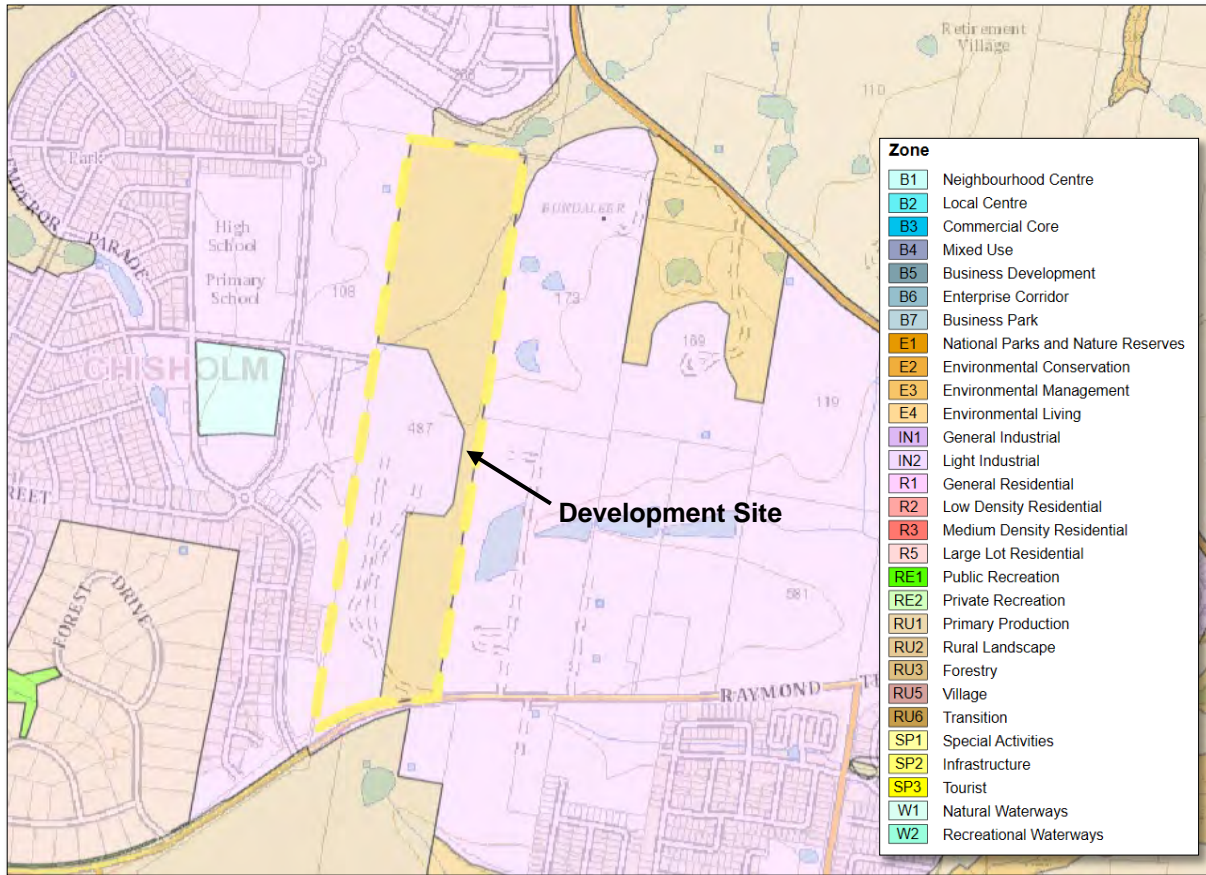 Retirement
Village
110
Park
EMPEROR PARADE
High
School
Primary
School
108
BURDALEER
173
169
119
CHISHOLM
487
Development Site
STREET
581
FOREST DRIVE
RAYMOND
Zone
B1 Neighbourhood Centre
B2 Local Centre
B3 Commercial Core
B4 Mixed Use
B5 Business Development
B6 Enterprise Corridor
B7 Business Park
E1 National Parks and Nature Reserves
E2 Environmental Conservation
E3 Environmental Management
E4 Environmental Living
IN1 General Industrial
IN2 Light Industrial
R1 General Residential
R2 Low Density Residential
R3 Medium Density Residential
R5 Large Lot Residential
RE1 Public Recreation
RE2 Private Recreation
RU1 Primary Production
RU2 Rural Landscape
RU3 Forestry
RU5 Village
RU6 Transition
SP1 Special Activities
SP2 Infrastructure
SP3 Tourist
W1 Natural Waterways
W2 Recreational Waterways